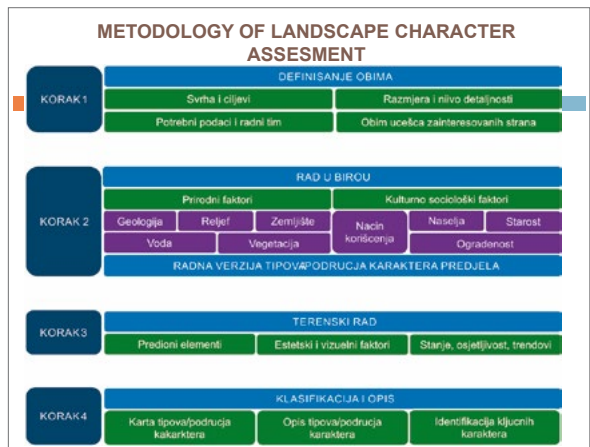 METODOLOGY OF LANDSCAPE CHARACTER
ASSESMENT
KORAK 1
DEFINISANJE OBIMA
Svrha i ciljevi
Razmjera i niivo detaljnosti
Potrebni podaci i radni tim
Obim ucešca zainteresovanih strana
KORAK 2
RAD U BIROU
Prirodni faktori
Kulturno sociološki faktori
Geologija
Reljef
Zemljište
Nacin
korišcenja
Naselja
Starost
Voda
Vegetacija
Ogradenost
RADNA VERZIJA TIPOVA/PODRUCJA KARAKTERA PREDJELA
KORAK3
TERENSKI RAD
Predioni elementi
Estetski i vizuelni faktori
Stanje, osjetljivost, trendovi
KORAK4
KLASIFIKACIJA I OPIS
Karta tipova/podrucja
kakarktera
Opis tipova/podrucja
karaktera
Identifikacija kljucnih
karaktera